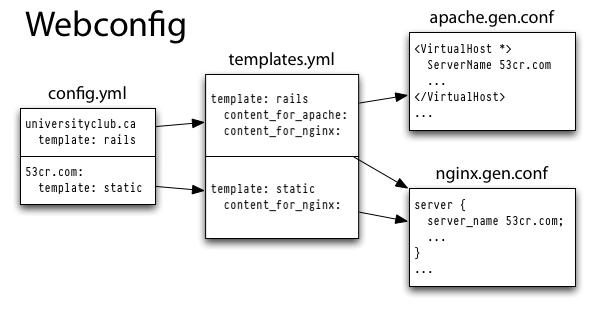 Webconfig
config.yml
universityclub.ca
template: rails
53cr.com:
template: static
templates.yml
template: rails
content_for_apache:
content_for_nginx:
template: static
content_for_nginx:
apache.gen.conf
<VirtualHost *>
ServerName 53cr.com
...
</VirtualHost>
...
nginx.gen.conf
server {
server_name 53cr.com;
...
}
...